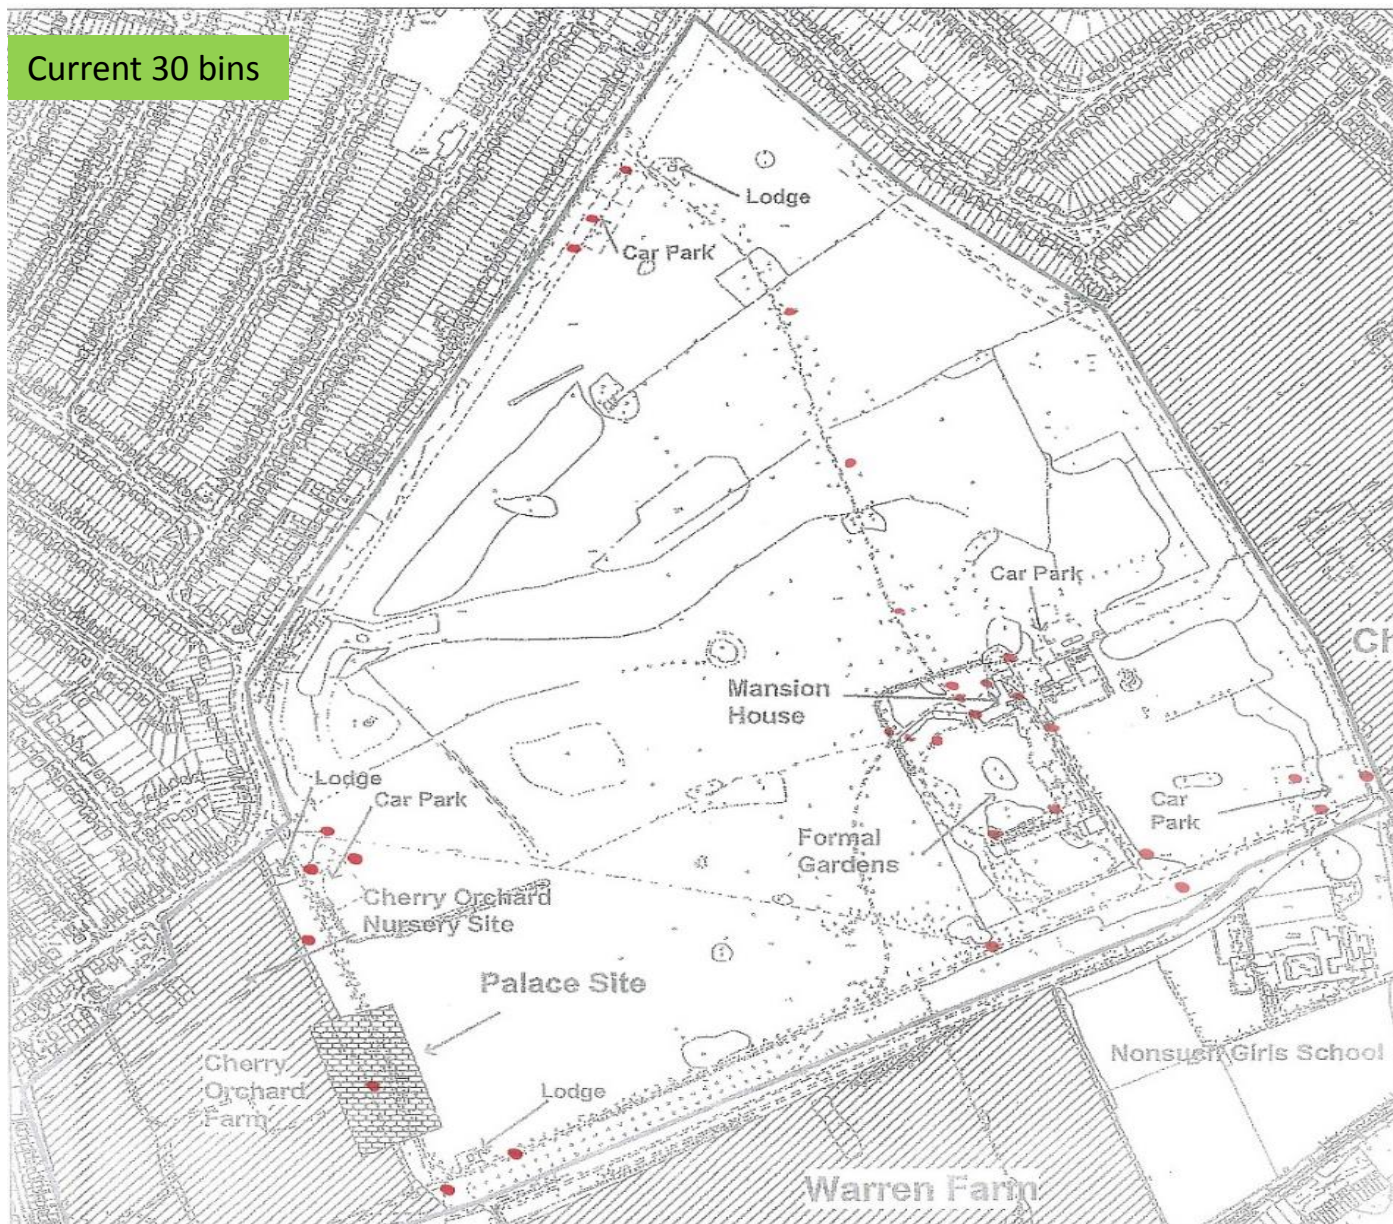 Current 30 bins
Lodge
Car Park
Car Park
Mansion
House
Lodge
Car Park
Car
Park
Formal
Gardens
Cherry Orchard
Nursery Site
Palace Site
Cherry
Orchard
Farm
Lodge
Nonsuch Girls School
Warren Farm